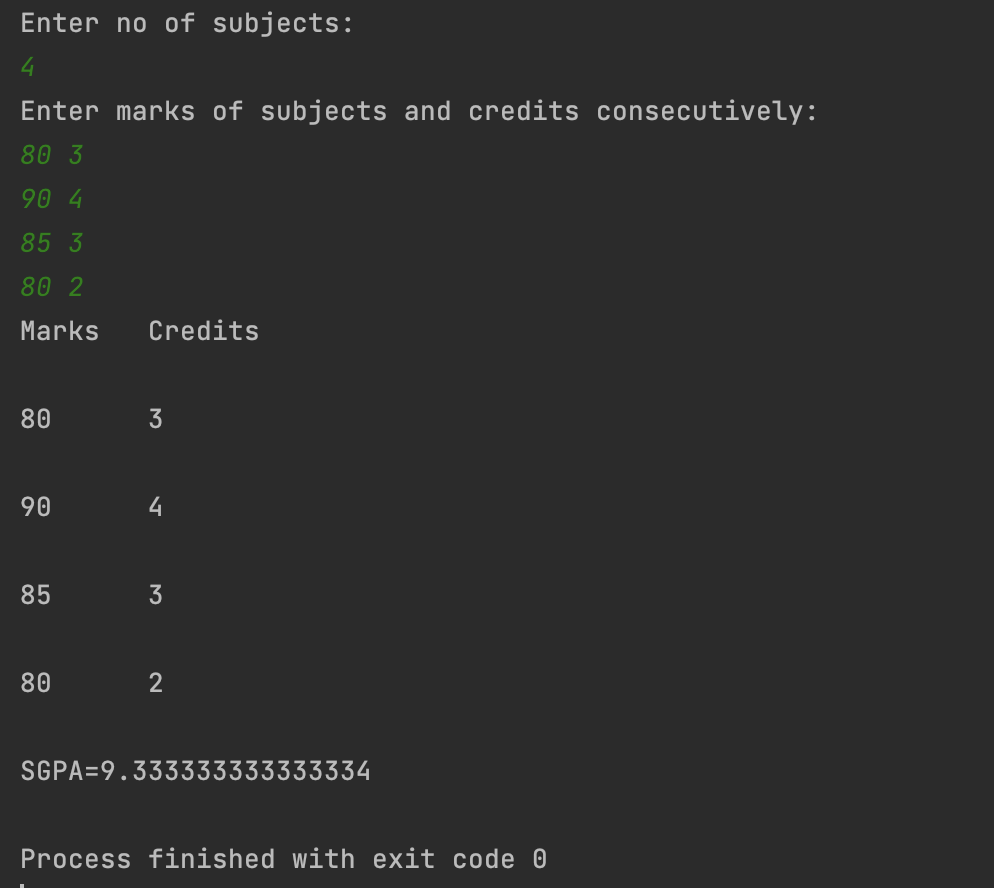 Enter no of subjects:
4
Enter marks of subjects and credits consecutively:
80 3
90 4
85 3
80 2
Marks   Credits
80      3
90      4
85      3
80      2
SGPA=9.333333333333334
Process finished with exit code 0